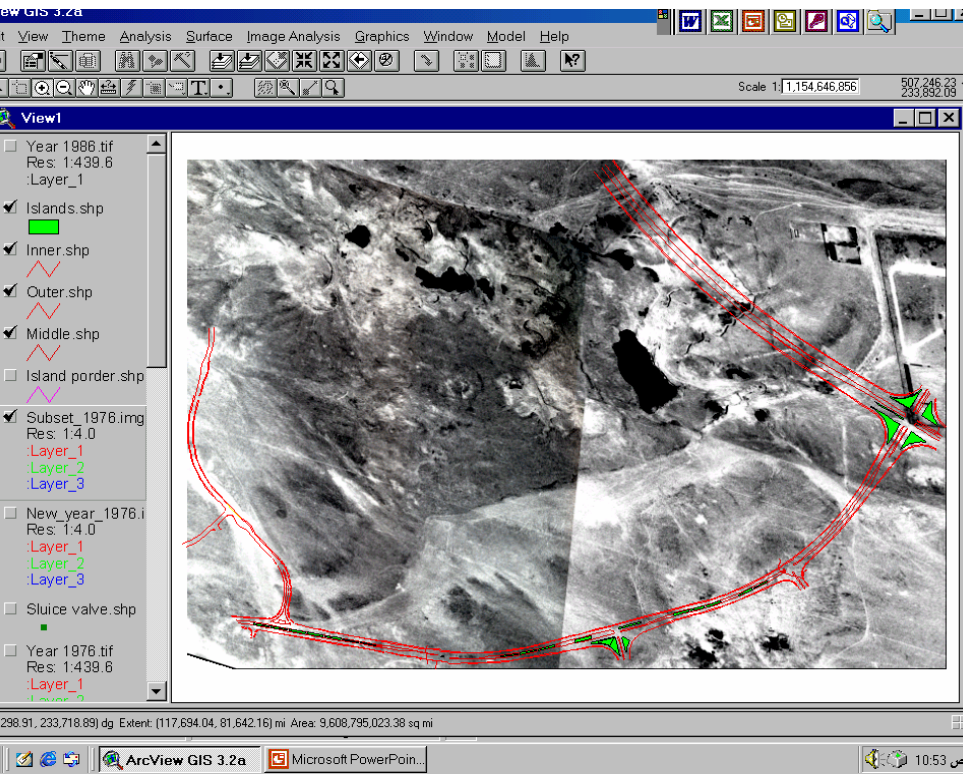 ew GIS 3.2a
t View Theme Analysis Surface Image Analysis Graphics Window Model Help
Scale 1: 1,154,646,856
507,246.23
233,892.09
View1
Year 1986.tif
Res: 1:439.6
:Layer_1
Islands.shp
Inner.shp
Outer.shp
Middle.shp
Island porder.shp
Subset_1976.img
Res: 1:4.0
:Layer_1
:Layer_2
:Layer_3
New_year_1976.i
Res: 1:4.0
:Layer_1
:Layer_2
:Layer_3
Sluice valve.shp
Year 1976.tif
Res: 1:439.6
:Layer_1
:Layer_2
298.91, 233,718.89) dg Extent: (117,694.04, 81,642.16) mi Area: 9,608,795,023.38 sq mi
ArcView GIS 3.2a
Microsoft PowerPoin...
10:53 ص